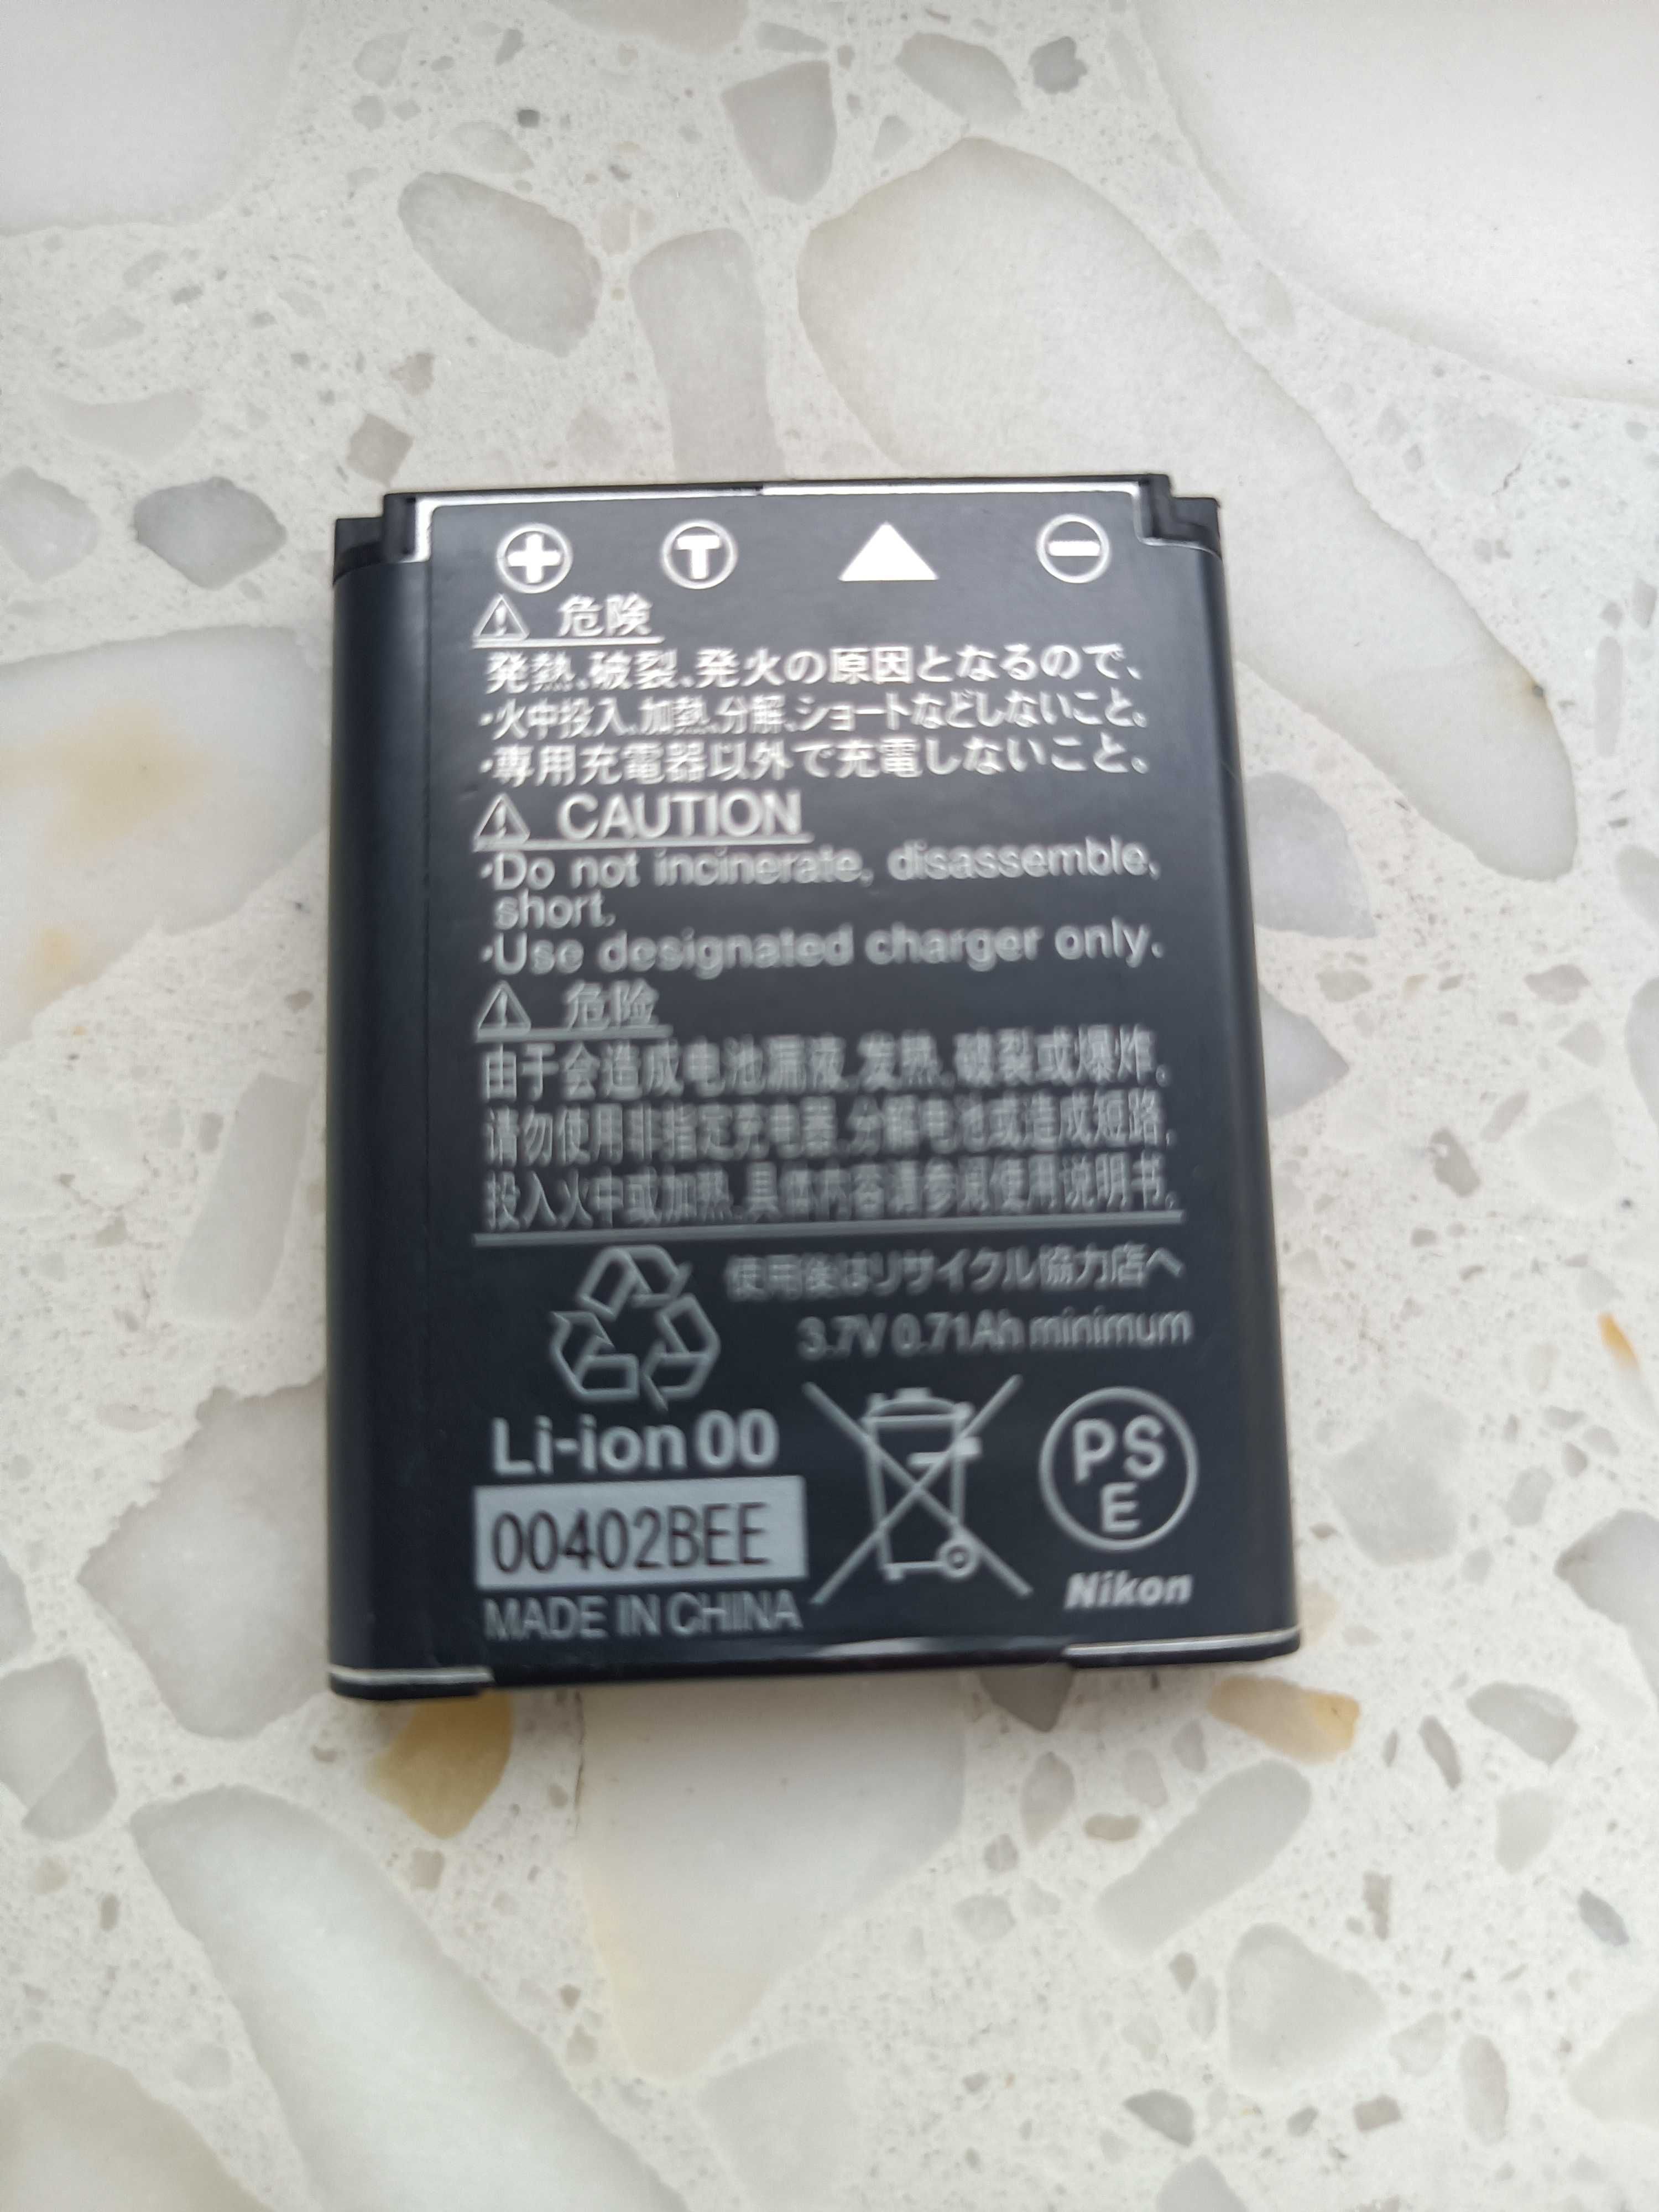 + T ▲ −
⚠ 危険
発熱、破裂、発火の原因となるので、
・火中投入、加熱、分解、ショートなどしないこと。
・専用充電器以外で充電しないこと。
⚠ CAUTION
・Do not incinerate, disassemble,
short.
・Use designated charger only.
⚠ 危险
由于会造成电池漏液、发热、破裂或爆炸。
请勿使用非指定充电器、分解电池或造成短路、
投入火中或加热。具体内容请参阅使用说明书。
使用後はリサイクル協力店へ
3.7V 0.71Ah minimum
Li-ion 00
00402BEE
MADE IN CHINA
PS
E
Nikon